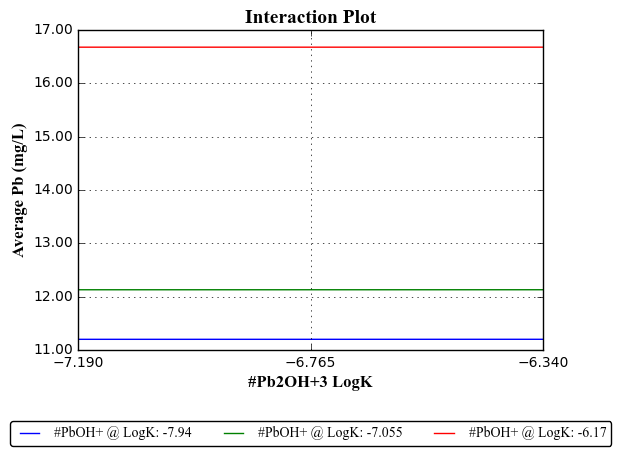 Interaction Plot
17.00
16.00
15.00
14.00
13.00
12.00
11.00
Average Pb (mg/L)
−7.190
−6.765
−6.340
#Pb2OH+3 LogK
#PbOH+ @ LogK: -7.94
#PbOH+ @ LogK: -7.055
#PbOH+ @ LogK: -6.17